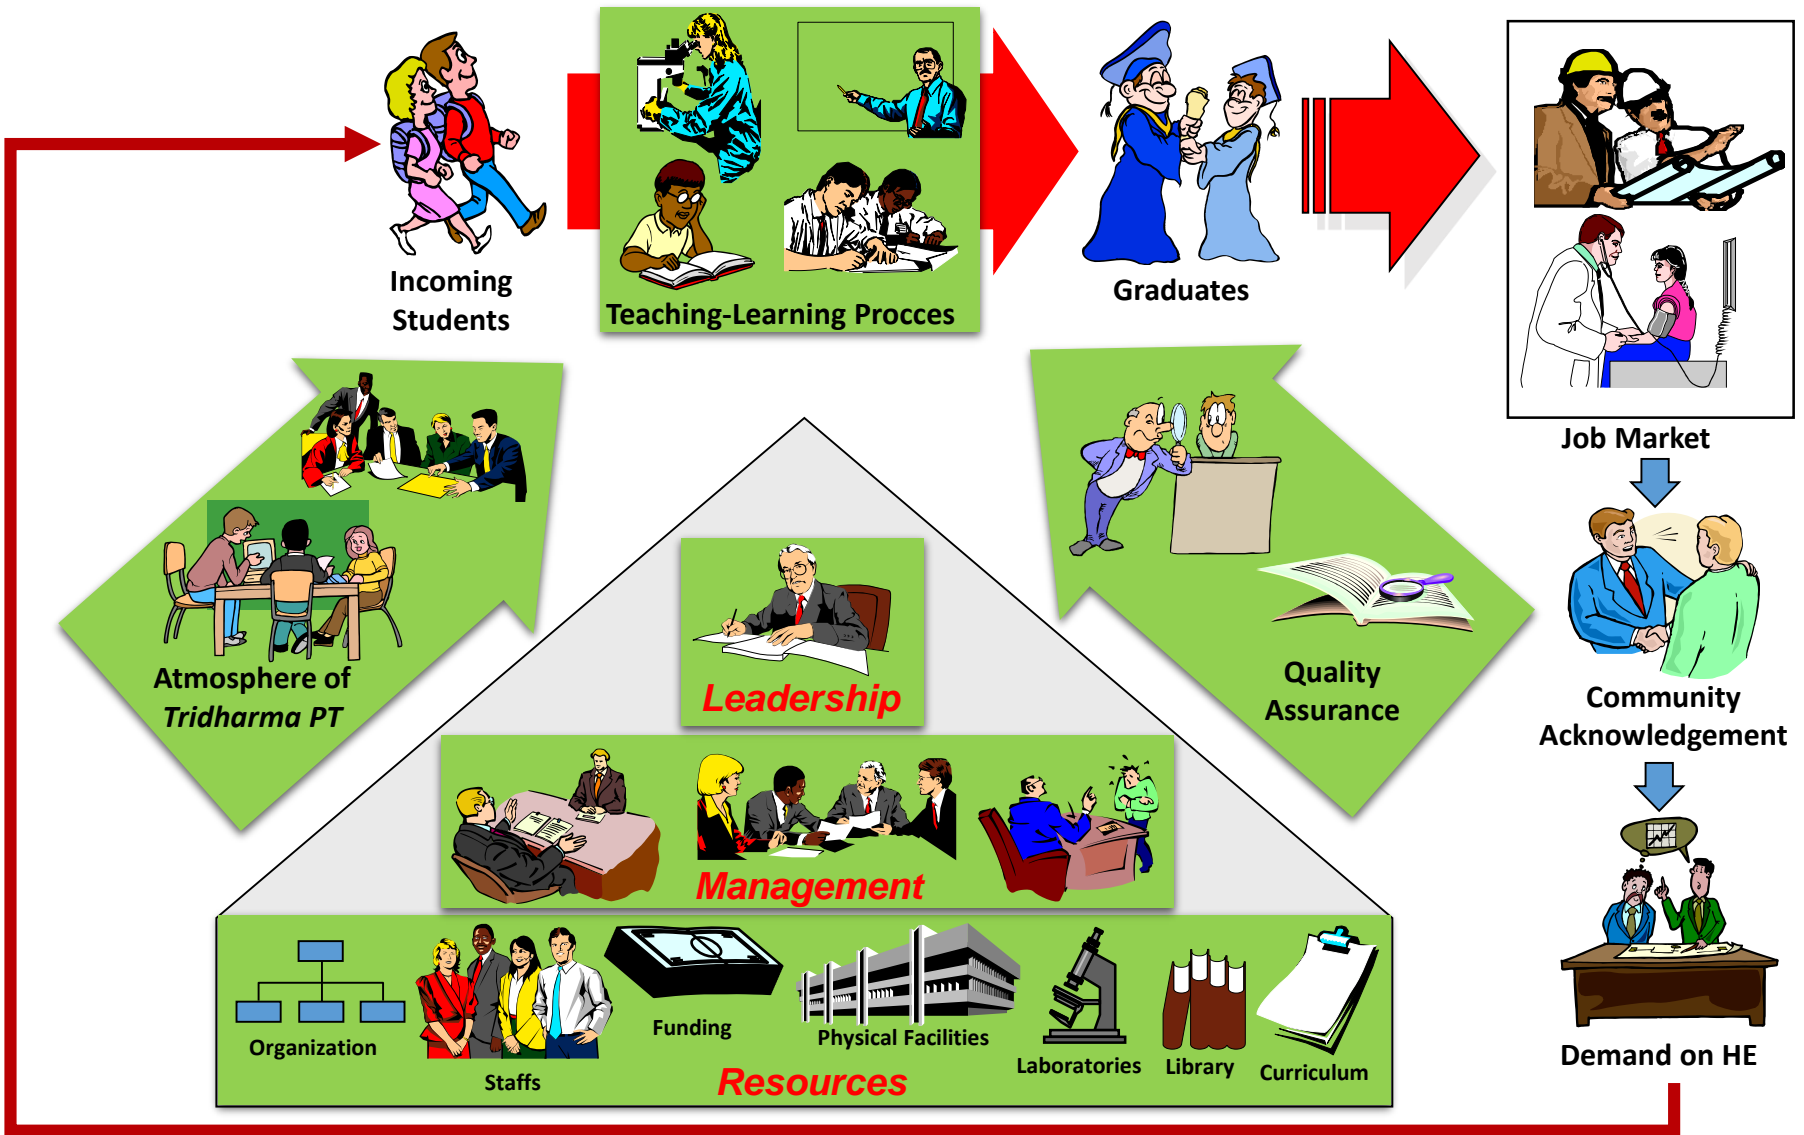 Incoming
Students
Teaching-Learning Procces
Graduates
Job Market
Community
Acknowledgement
Demand on HE
Atmosphere of
Tridharma PT
Quality
Assurance
Leadership
Management
Organization
Staffs
Funding
Physical Facilities
Laboratories
Library
Curriculum
Resources